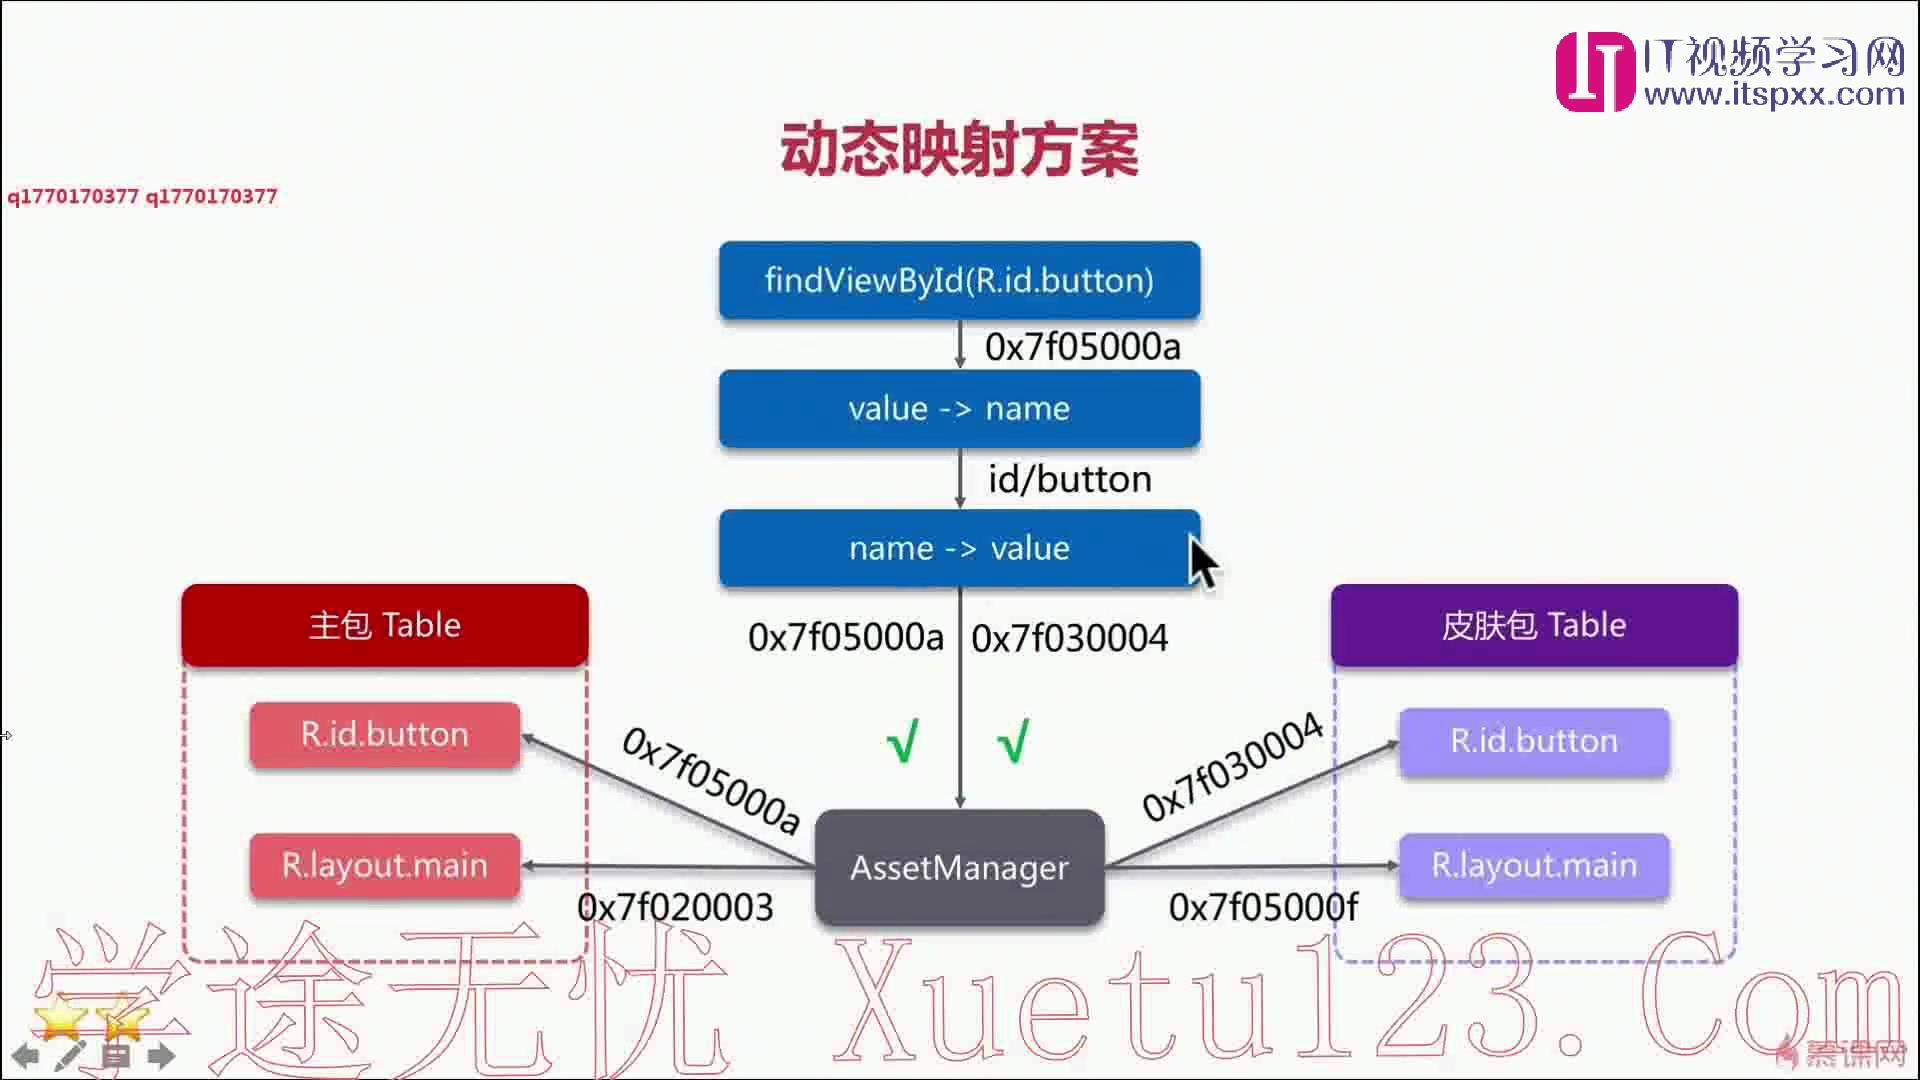 IT视频学习网
www.itspxx.com
动态映射方案
q1770170377 q1770170377
findViewById(R.id.button)
0x7f05000a
value -> name
id/button
name -> value
主包 Table
皮肤包 Table
0x7f05000a
0x7f030004
R.id.button
0x7f05000a
√
√
0x7f030004
R.id.button
R.layout.main
AssetManager
R.layout.main
0x7f020003
0x7f05000f
学途无忧 Xuetu123.Com
慕课网